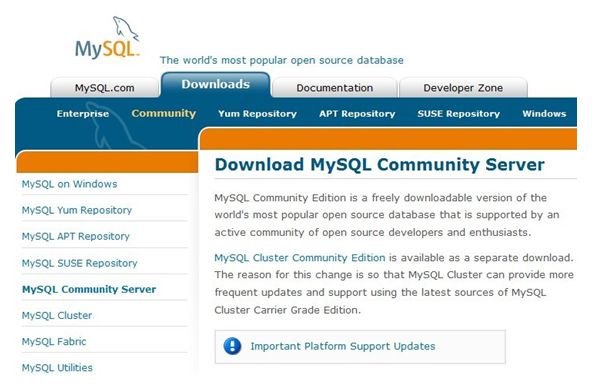 MySQL™
The world's most popular open source database
MySQL.com
Downloads
Documentation
Developer Zone
Enterprise
Community
Yum Repository
APT Repository
SUSE Repository
Windows
MySQL on Windows
MySQL Yum Repository
MySQL APT Repository
MySQL SUSE Repository
MySQL Community Server
MySQL Cluster
MySQL Fabric
MySQL Utilities
Download MySQL Community Server
MySQL Community Edition is a freely downloadable version of the
world's most popular open source database that is supported by an
active community of open source developers and enthusiasts.
MySQL Cluster Community Edition is available as a separate download.
The reason for this change is so that MySQL Cluster can provide more
frequent updates and support using the latest sources of MySQL
Cluster Carrier Grade Edition.
Important Platform Support Updates